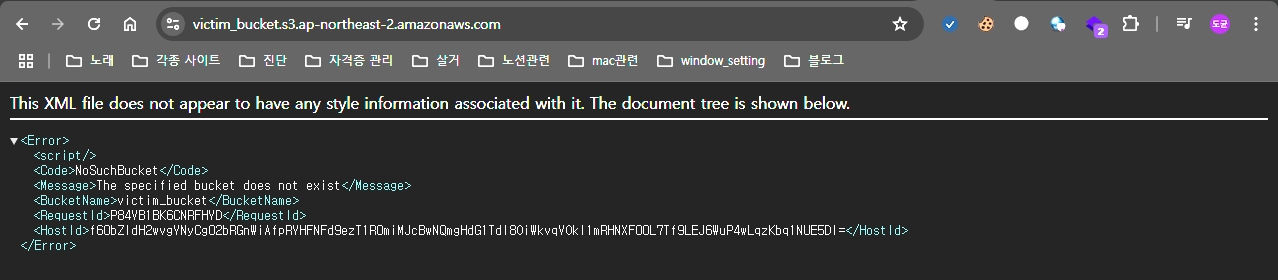 victim_bucket.s3.ap-northeast-2.amazonaws.com
2
도균
노래 각종 사이트 진단 자격증 관리 살거 노션관련 mac관련 window_setting 블로그
This XML file does not appear to have any style information associated with it. The document tree is shown below.
▼<Error>
<script/>
<Code>NoSuchBucket</Code>
<Message>The specified bucket does not exist</Message>
<BucketName>victim_bucket</BucketName>
<RequestId>P84YB1BK6CNRFHYD</RequestId>
<HostId></HostId>
</Error>